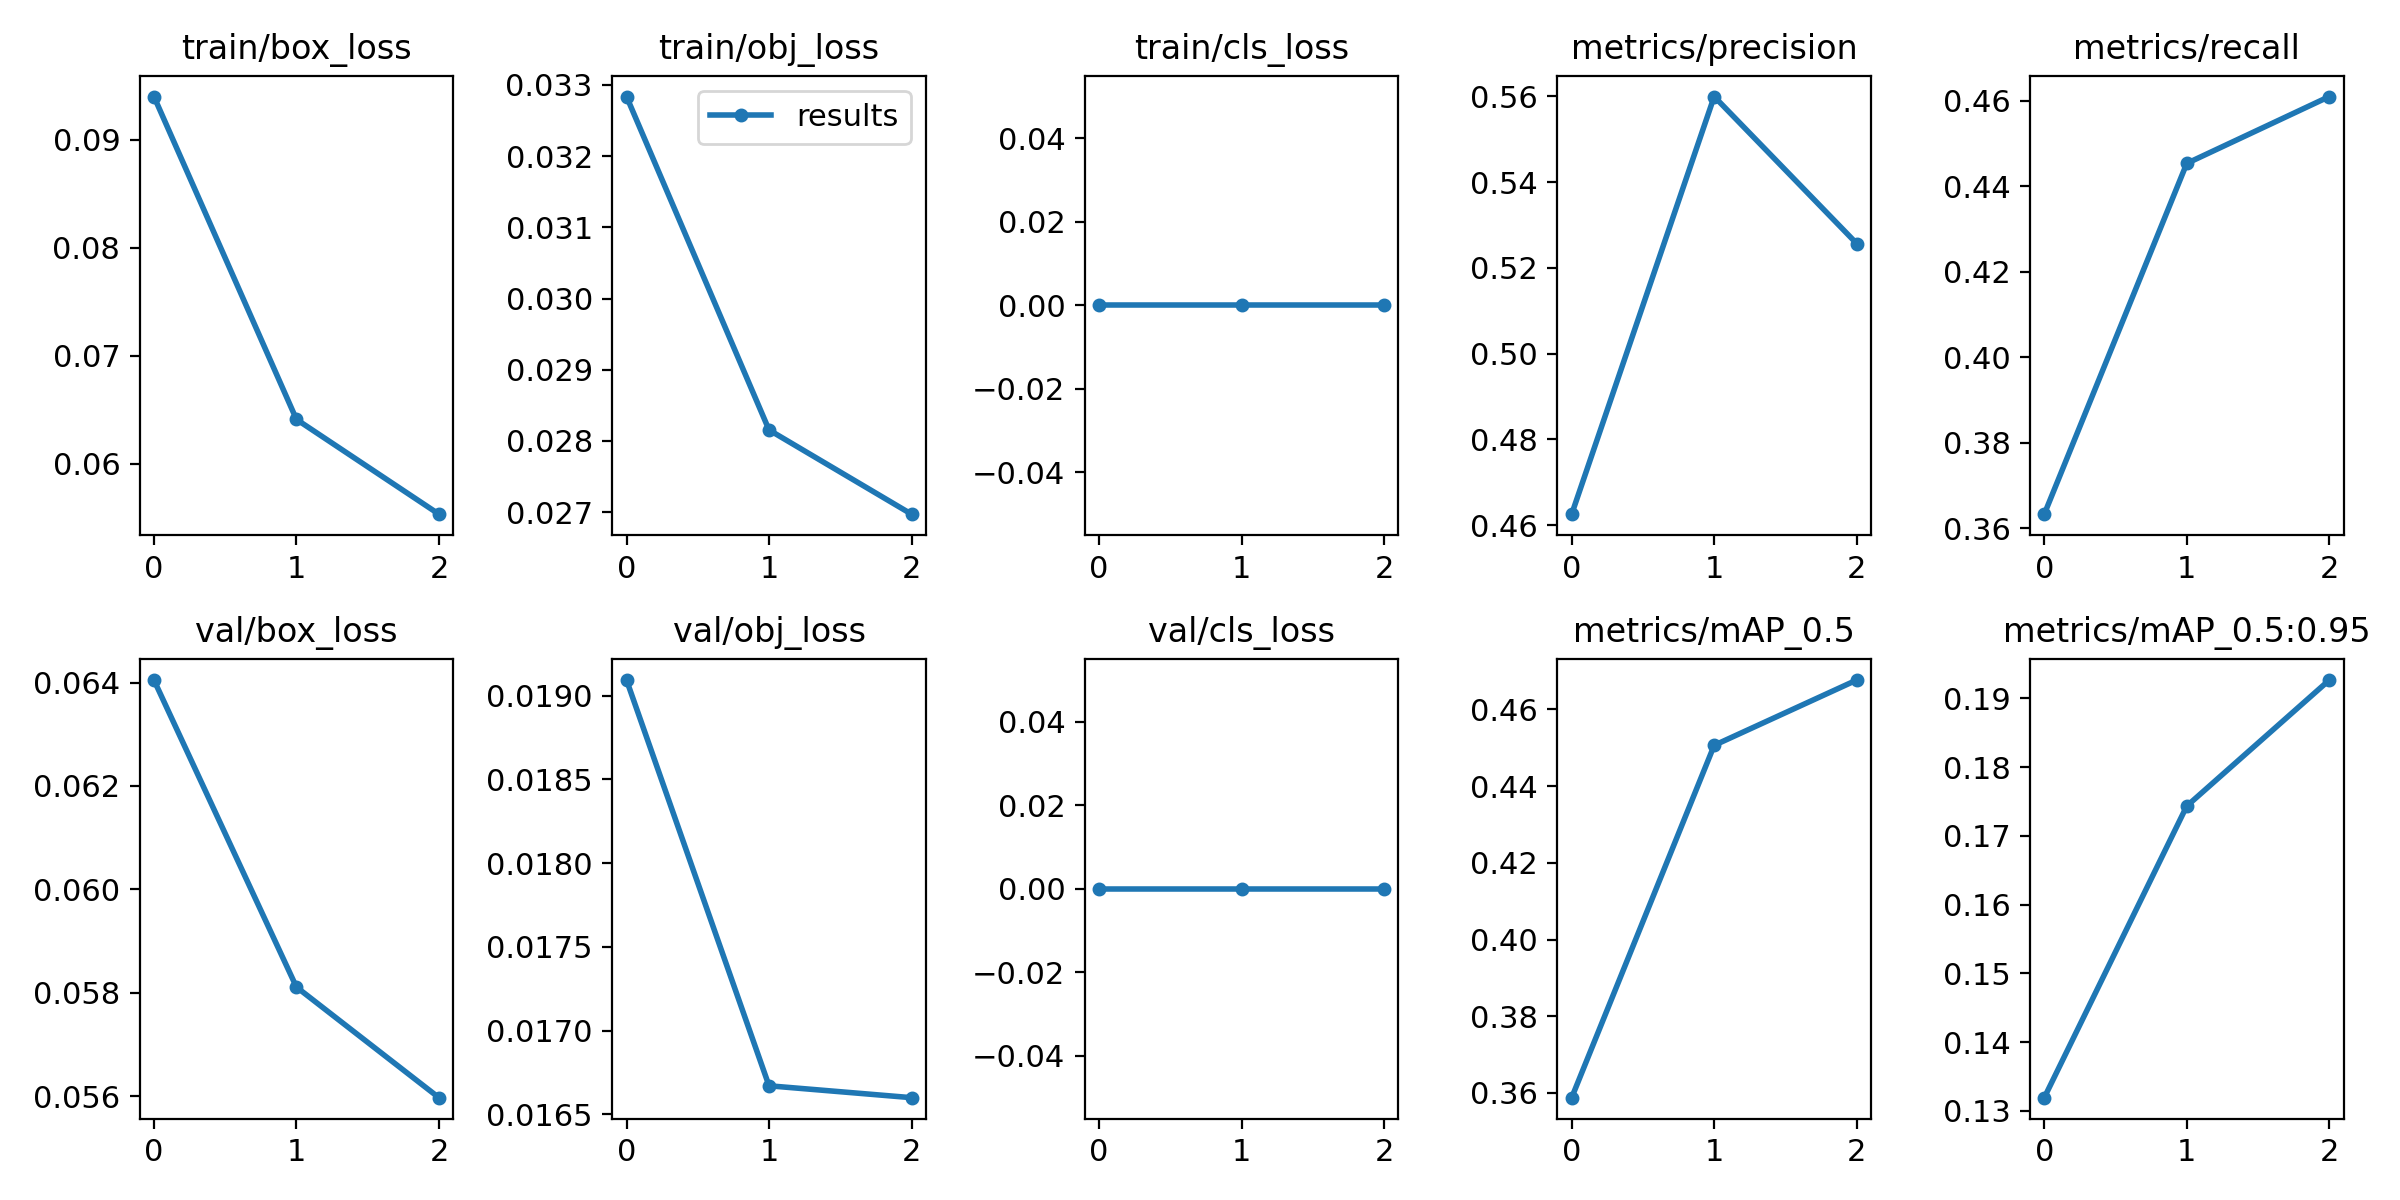 train/box_loss
0.09
0.08
0.07
0.06
0 1 2
train/obj_loss
results
0.033
0.032
0.031
0.030
0.029
0.028
0.027
0 1 2
train/cls_loss
0.04
0.02
0.00
−0.02
−0.04
0 1 2
metrics/precision
0.56
0.54
0.52
0.50
0.48
0.46
0 1 2
metrics/recall
0.46
0.44
0.42
0.40
0.38
0.36
0 1 2
val/box_loss
0.064
0.062
0.060
0.058
0.056
0 1 2
val/obj_loss
0.0190
0.0185
0.0180
0.0175
0.0170
0.0165
0 1 2
val/cls_loss
0.04
0.02
0.00
−0.02
−0.04
0 1 2
metrics/mAP_0.5
0.46
0.44
0.42
0.40
0.38
0.36
0 1 2
metrics/mAP_0.5:0.95
0.19
0.18
0.17
0.16
0.15
0.14
0.13
0 1 2